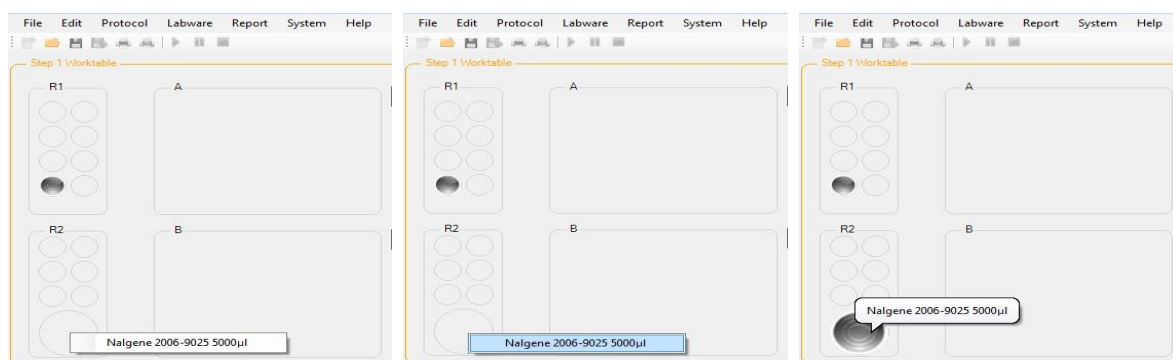 File Edit Protocol Labware Report System Help
Step 1 Worktable
R1 A
R2 B
Nalgene 2006-9025 5000µl
File Edit Protocol Labware Report System Help
Step 1 Worktable
R1 A
R2 B
Nalgene 2006-9025 5000µl
File Edit Protocol Labware Report System Help
Step 1 Worktable
R1 A
R2 B
Nalgene 2006-9025 5000µl